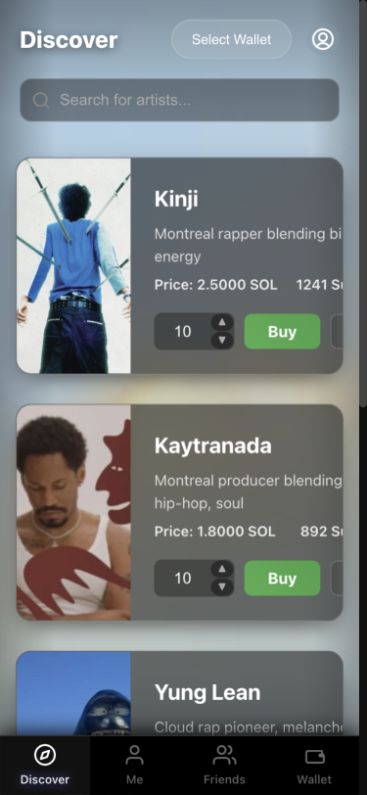 Discover
Select Wallet
Search for artists...
Kinji
Montreal rapper blending
energy
Price: 2.5000 SOL 1241
10
Buy
Kaytranada
Montreal producer blending
hip-hop, soul
Price: 1.8000 SOL 892
10
Buy
Yung Lean
Cloud rap pioneer,
Discover
Me
Friends
Wallet